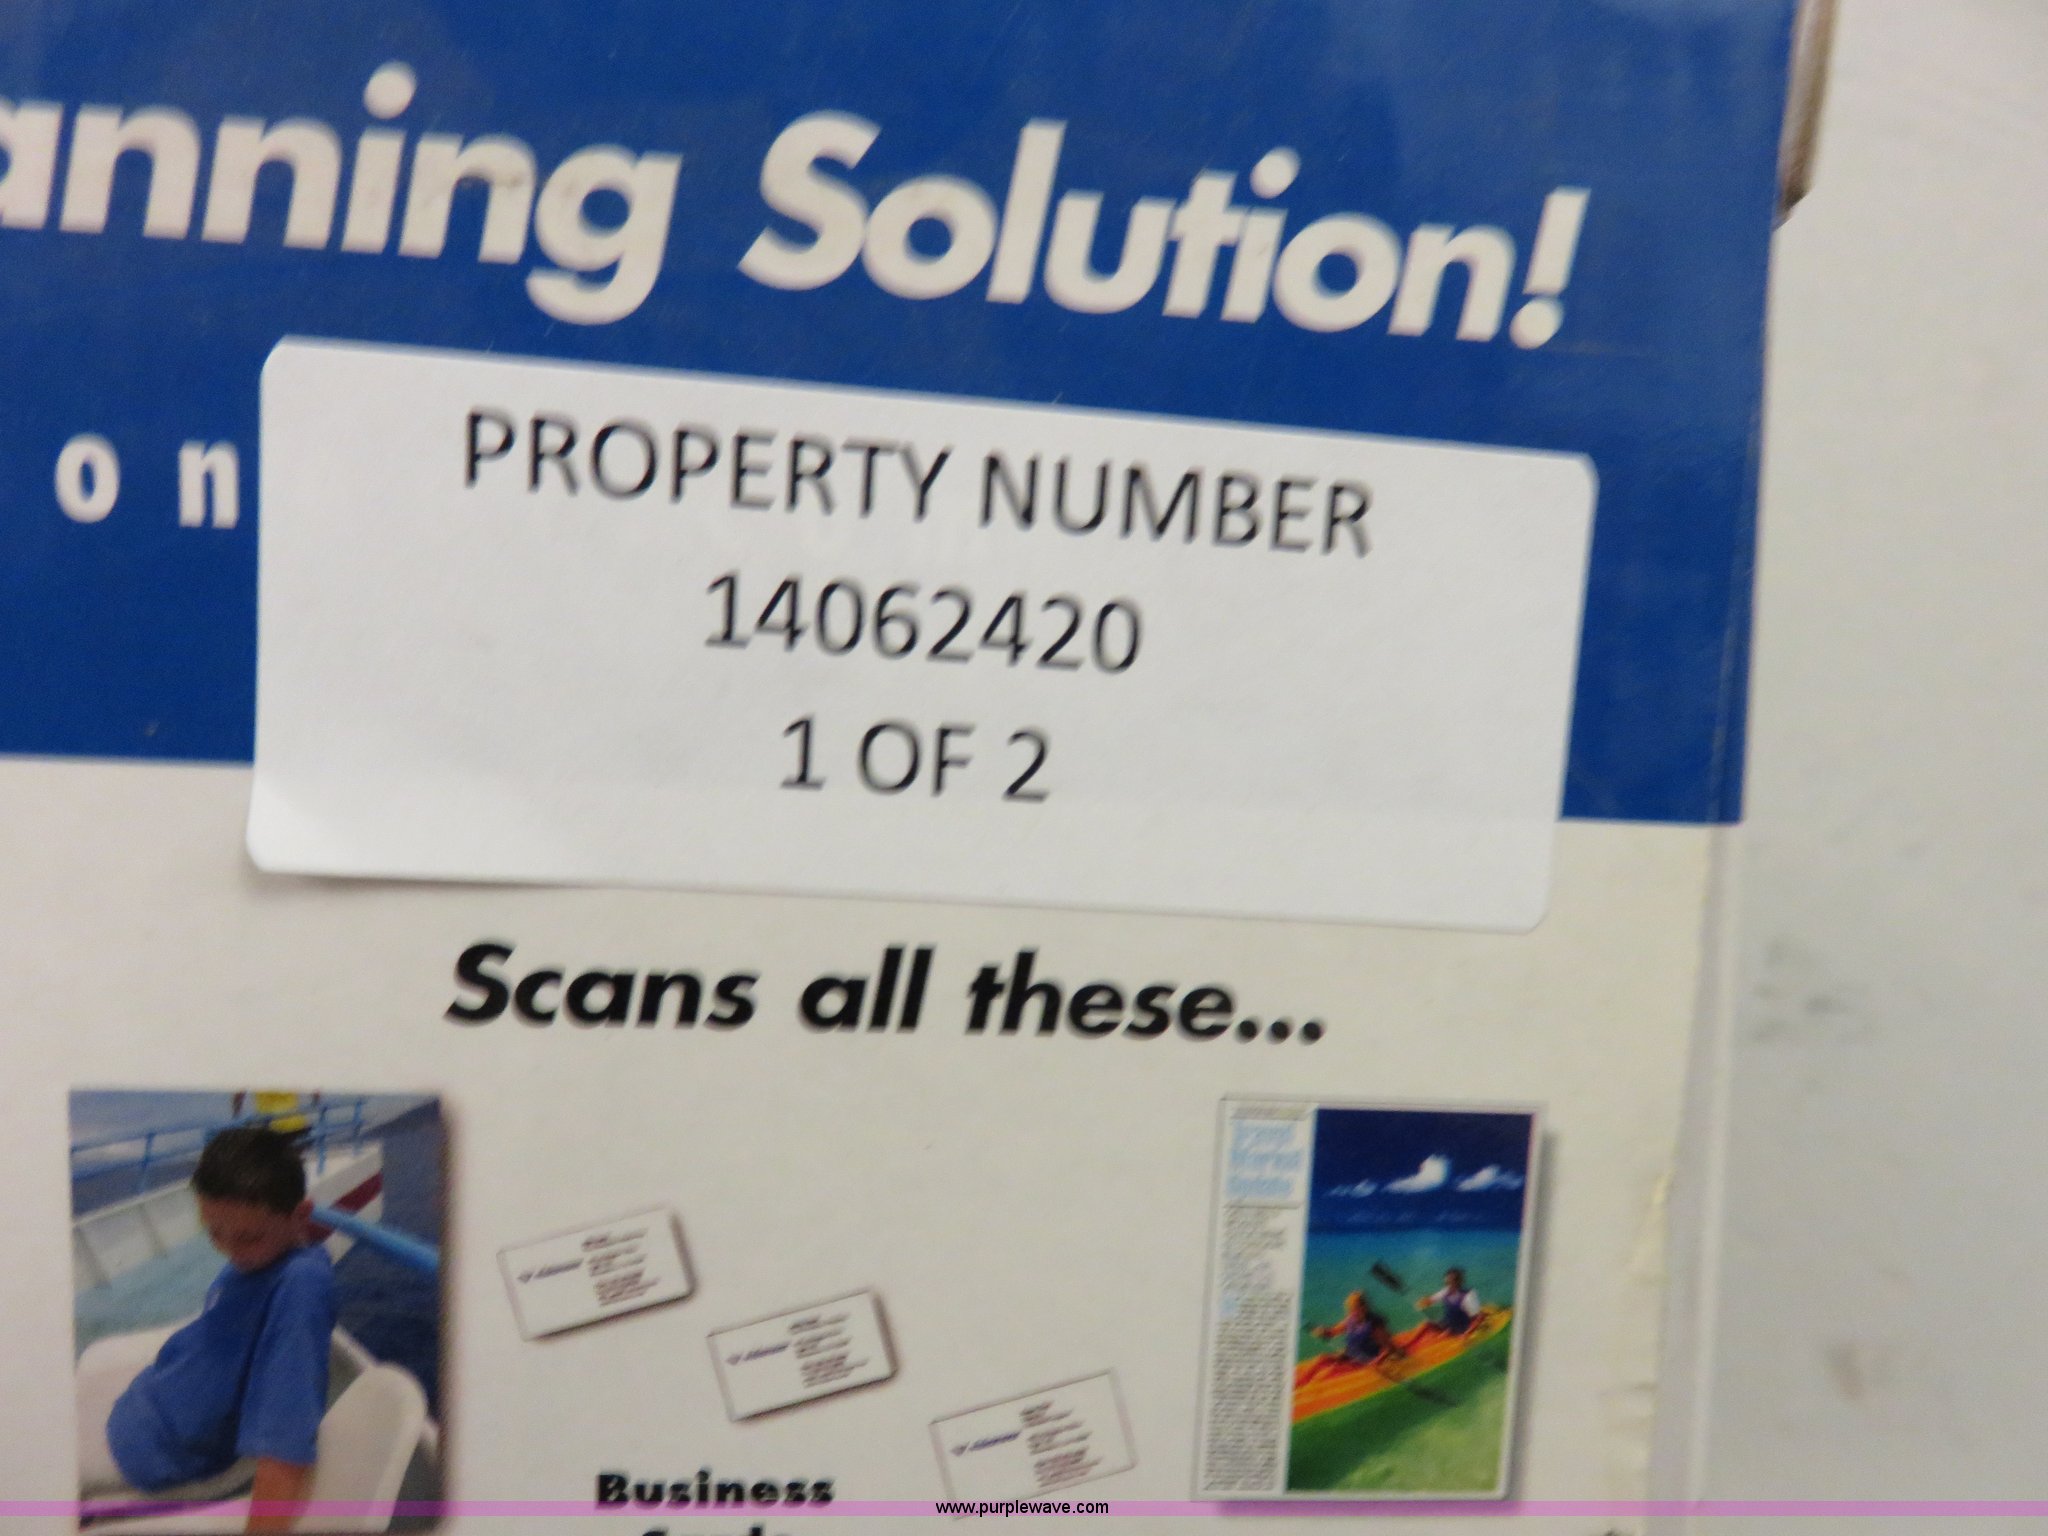 anning Solution!
on
PROPERTY NUMBER
14062420
1 OF 2
Scans all these...
Business
www.purplewave.com